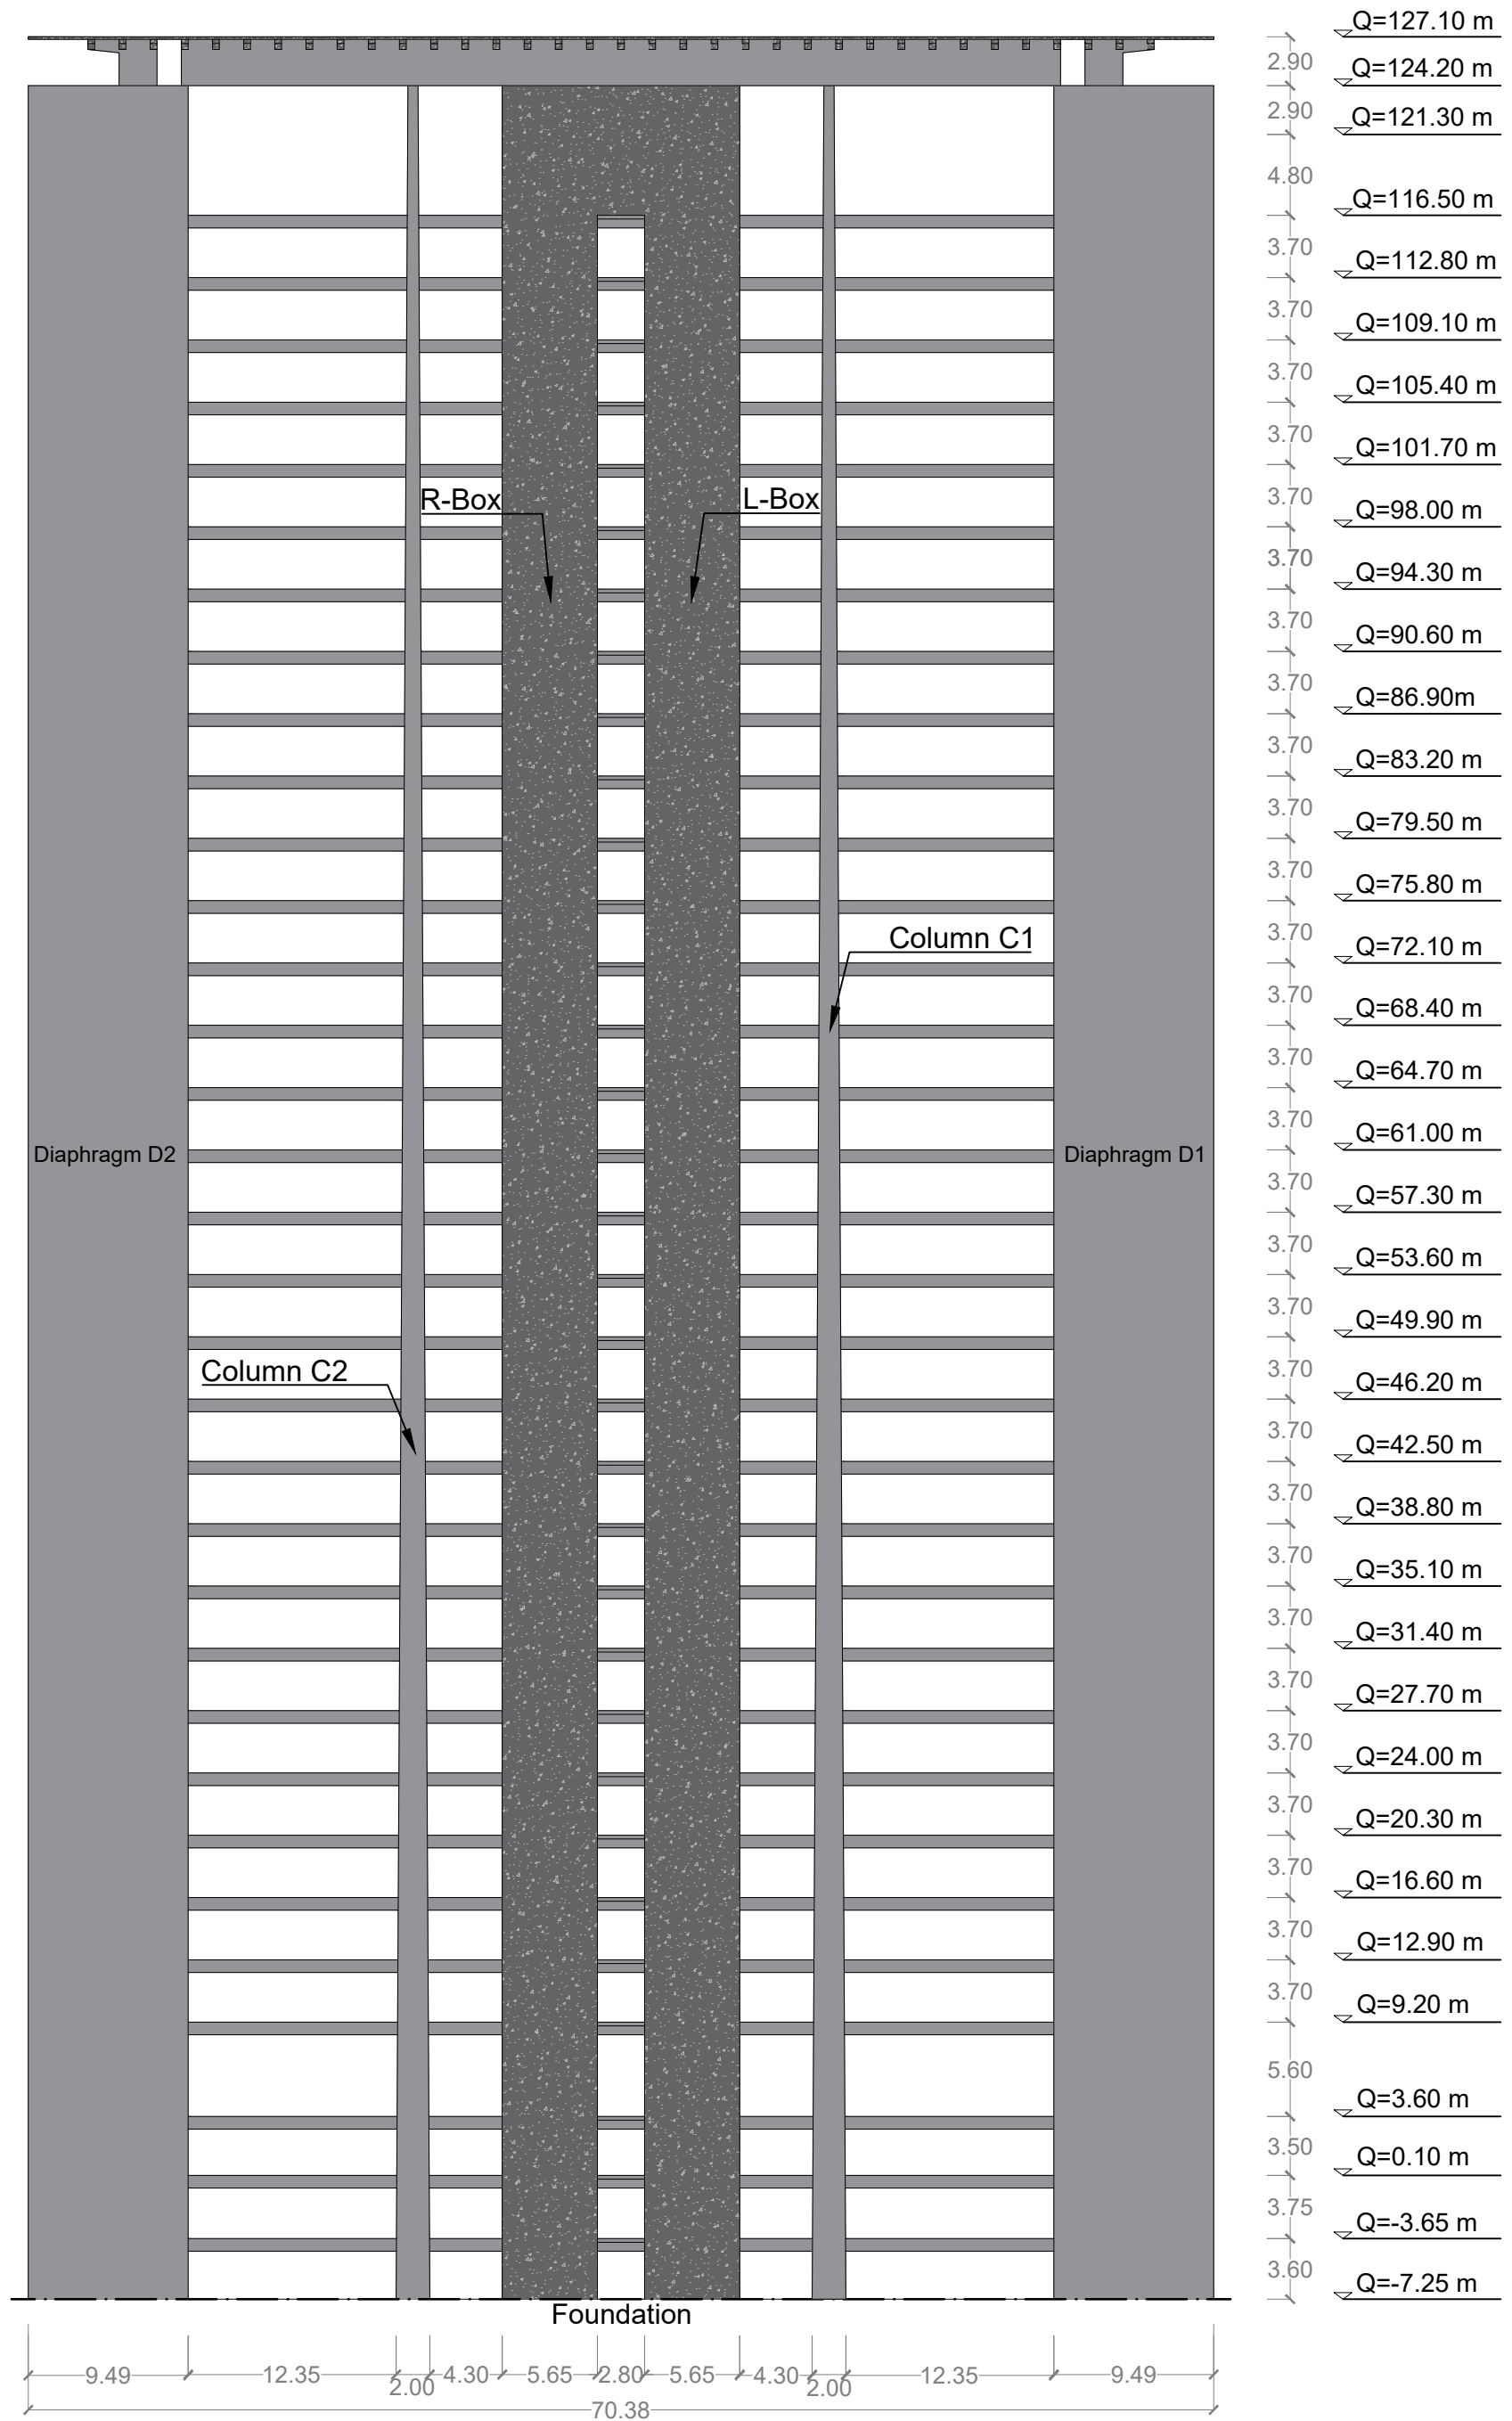 Q=127.10 m
2.90
Q=124.20 m
2.90
Q=121.30 m
4.80
Q=116.50 m
3.70
Q=112.80 m
3.70
Q=109.10 m
3.70
Q=105.40 m
3.70
Q=101.70 m
R-Box
L-Box
3.70
Q=98.00 m
3.70
Q=94.30 m
3.70
Q=90.60 m
3.70
Q=86.90m
3.70
Q=83.20 m
3.70
Q=79.50 m
3.70
Q=75.80 m
Column C1
3.70
Q=72.10 m
3.70
Q=68.40 m
3.70
Q=64.70 m
3.70
Q=61.00 m
Diaphragm D2
Diaphragm D1
3.70
Q=57.30 m
3.70
Q=53.60 m
3.70
Q=49.90 m
Column C2
3.70
Q=46.20 m
3.70
Q=42.50 m
3.70
Q=38.80 m
3.70
Q=35.10 m
3.70
Q=31.40 m
3.70
Q=27.70 m
3.70
Q=24.00 m
3.70
Q=20.30 m
3.70
Q=16.60 m
3.70
Q=12.90 m
3.70
Q=9.20 m
5.60
Q=3.60 m
3.50
Q=0.10 m
3.75
Q=-3.65 m
3.60
Q=-7.25 m
Foundation
9.49 12.35 2.00 4.30 5.65 2.80 5.65 4.30 2.00 12.35 9.49
70.38